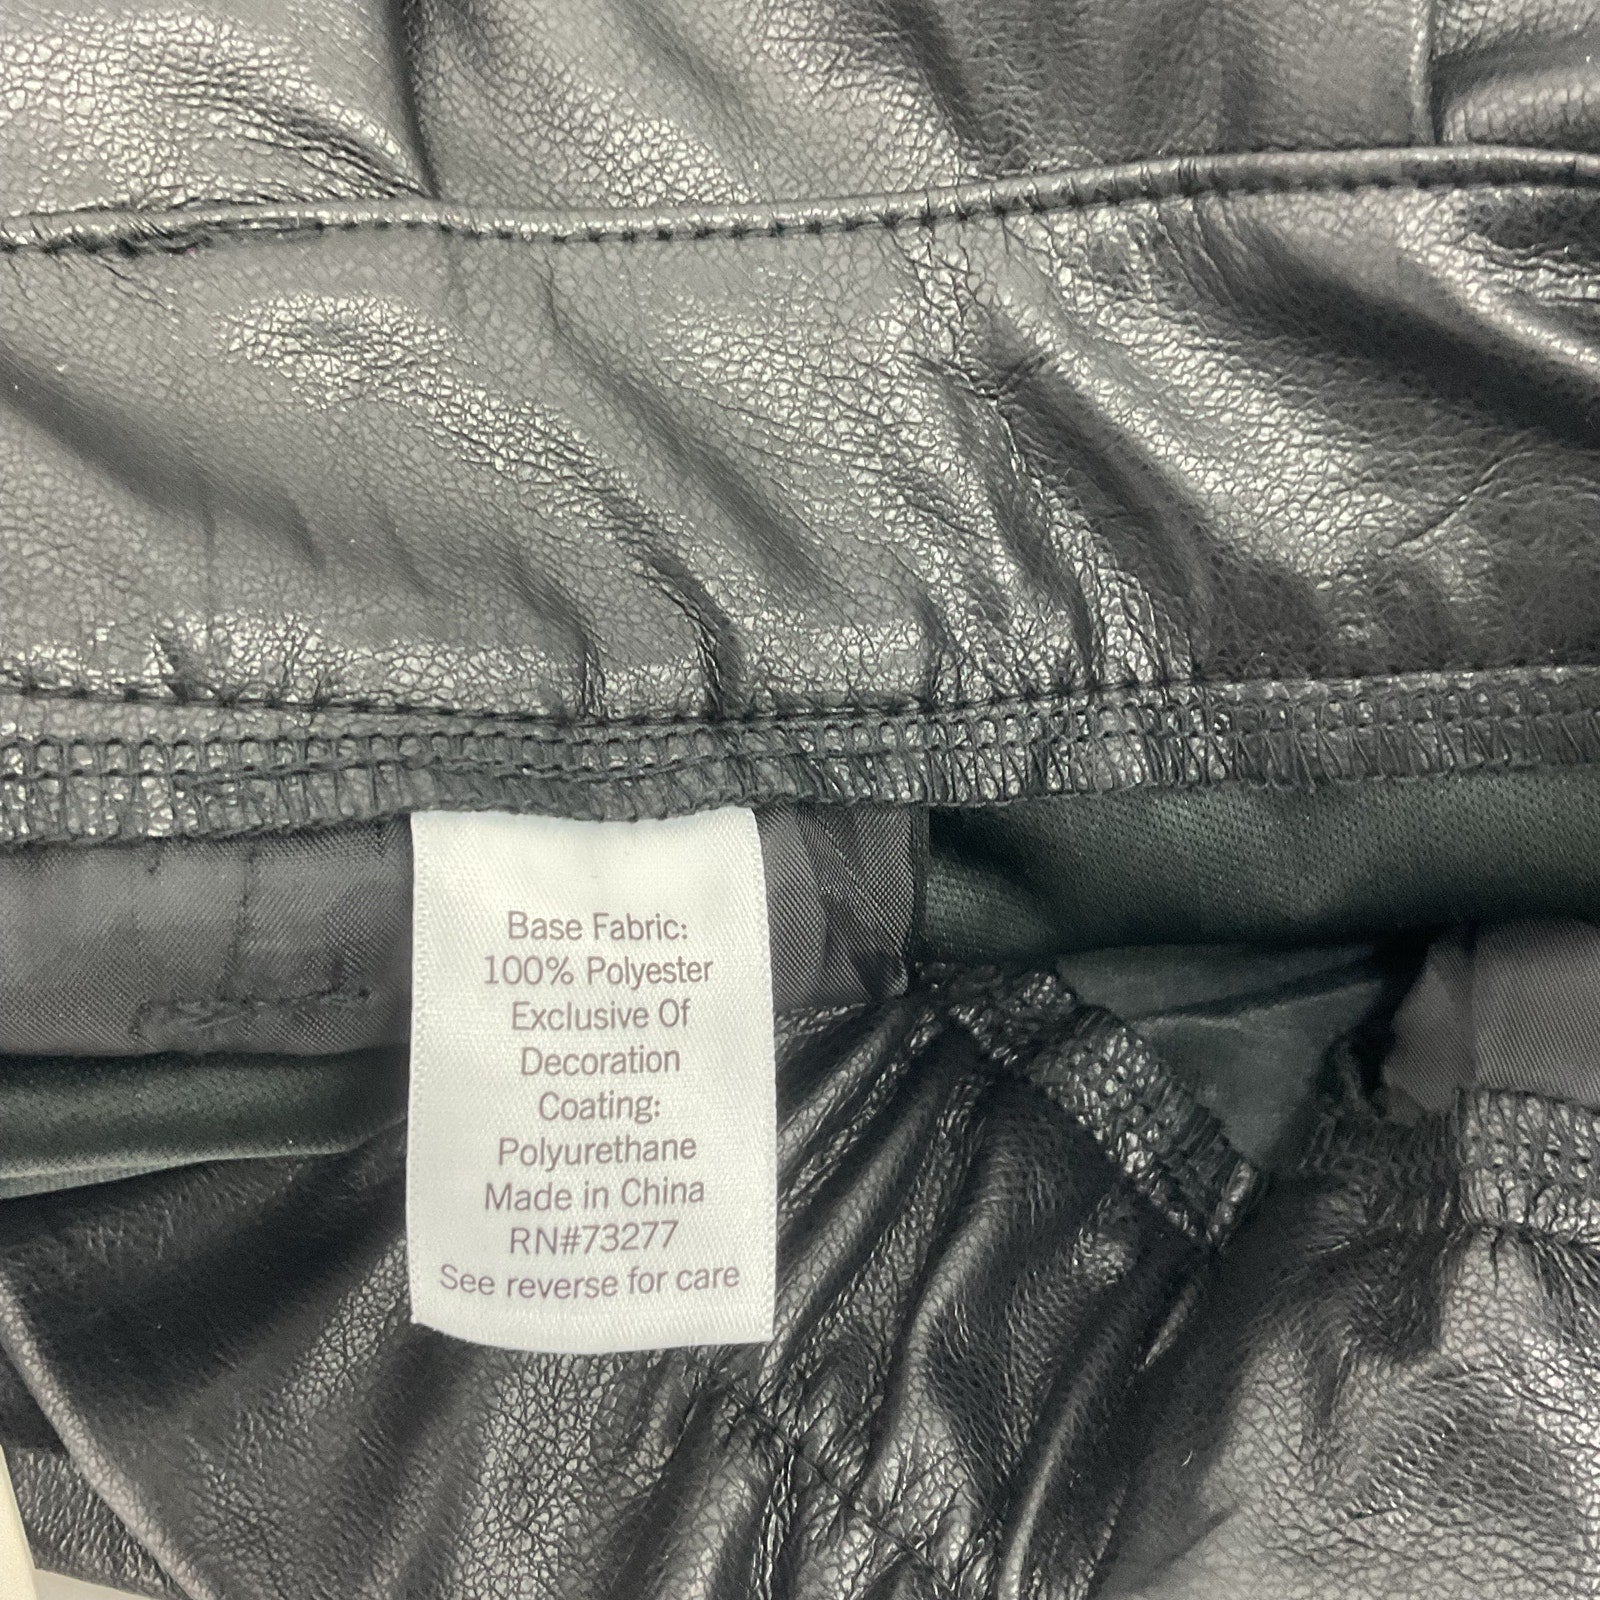 Base Fabric:
100% Polyester
Exclusive Of
Decoration
Coating:
Polyurethane
Made in China
RN#73277
See reverse for care